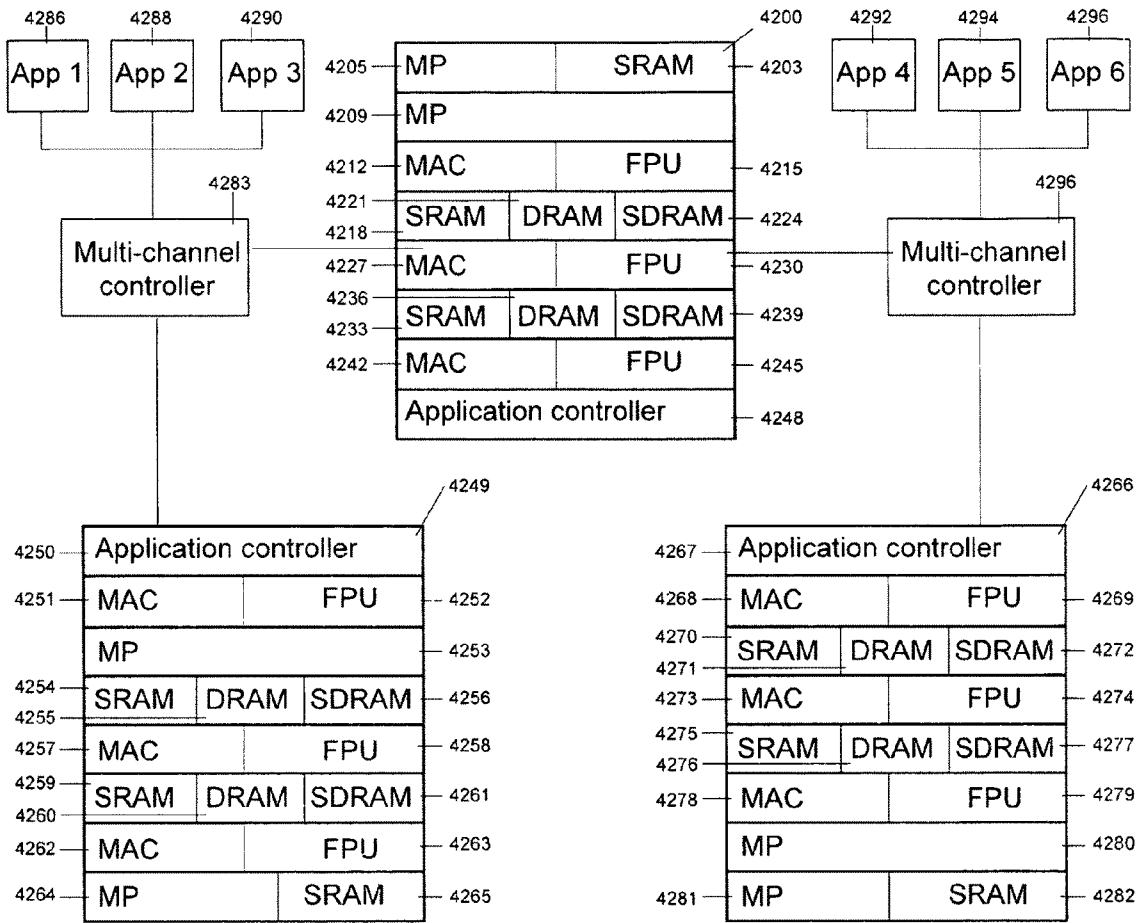 4286 4288 4290 4200 4292 4294 4296
App 1 App 2 App 3 4205 MP SRAM 4203 App 4 App 5 App 6
4209 MP
4212 MAC FPU 4215
4283 4221 4296
SRAM DRAM SDRAM 4224
4218
Multi-channel controller
4227 MAC FPU 4230
Multi-channel controller
4236
SRAM DRAM SDRAM 4239
4233
4242 MAC FPU 4245
Application controller 4248
4249
4250 Application controller
4251 MAC FPU 4252
MP 4253
4254 SRAM DRAM SDRAM 4256
4255
4257 MAC FPU 4258
4259 SRAM DRAM SDRAM 4261
4260
4262 MAC FPU 4263
4264 MP SRAM 4265
4266
4267 Application controller
4268 MAC FPU 4269
4270 SRAM DRAM SDRAM 4272
4271
4273 MAC FPU 4274
4275 SRAM DRAM SDRAM 4277
4276
4278 MAC FPU 4279
MP 4280
4281 MP SRAM 4282